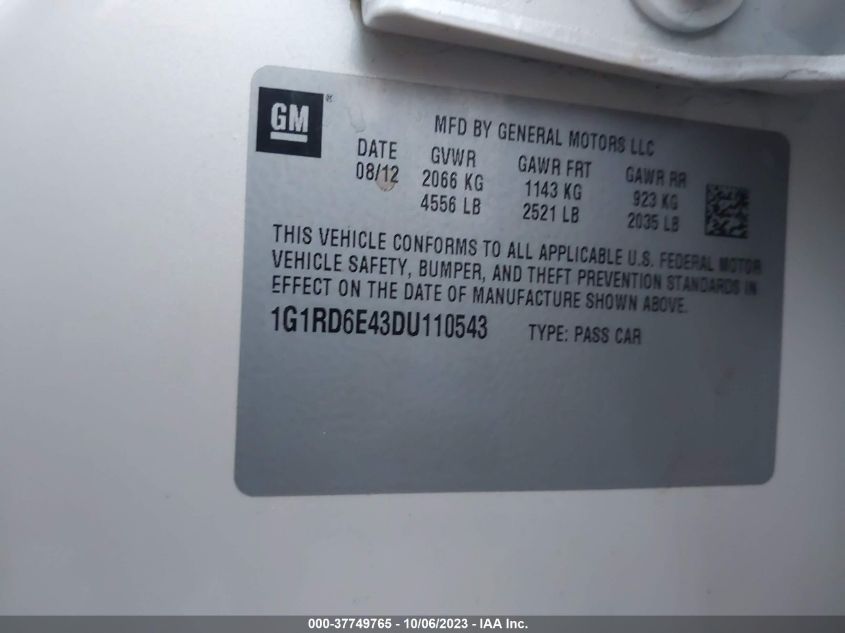 GM ®
MFD BY GENERAL MOTORS LLC
DATE GVWR GAWR FRT GAWR RR
08/12 2066 KG 1143 KG 923 KG
4556 LB 2521 LB 2035 LB
THIS VEHICLE CONFORMS TO ALL APPLICABLE U.S. FEDERAL MOTOR
VEHICLE SAFETY, BUMPER, AND THEFT PREVENTION STANDARDS IN
EFFECT ON THE DATE OF MANUFACTURE SHOWN ABOVE.
1G1RD6E43DU110543 TYPE: PASS CAR
000-37749765 - 10/06/2023 - IAA Inc.